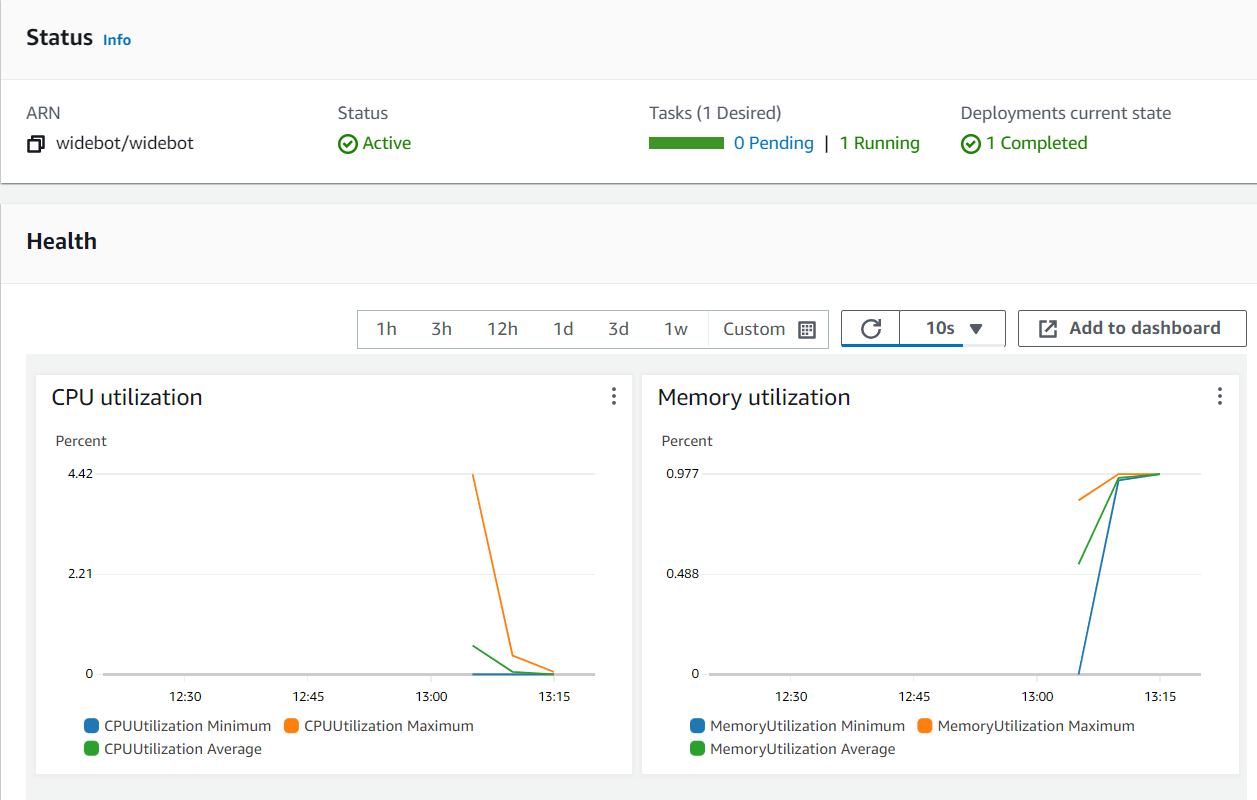 Status Info
ARN Status Tasks (1 Desired) Deployments current state
widebot/widebot Active 0 Pending | 1 Running 1 Completed
Health
1h 3h 12h 1d 3d 1w Custom 10s Add to dashboard
CPU utilization
Percent
4.42
2.21
0
12:30 12:45 13:00 13:15
CPUUtilization Minimum CPUUtilization Maximum
CPUUtilization Average
Memory utilization
Percent
0.977
0.488
0
12:30 12:45 13:00 13:15
MemoryUtilization Minimum MemoryUtilization Maximum
MemoryUtilization Average